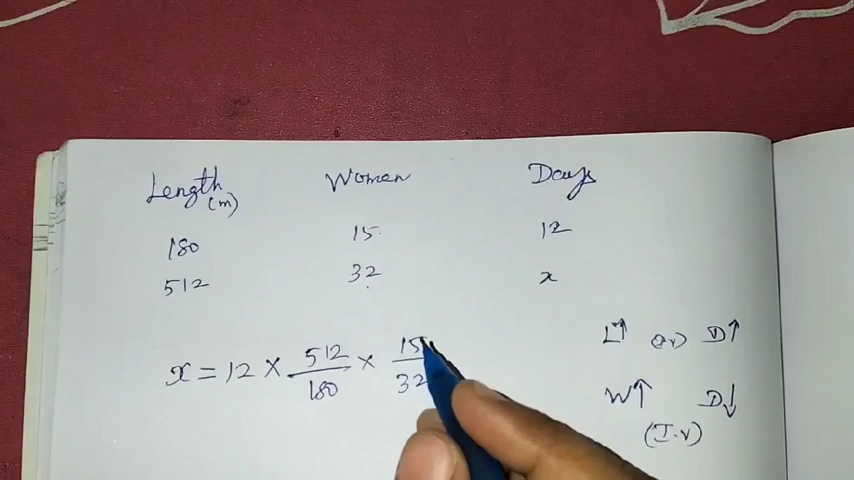 Length Women Days
(m)
180 15 12
512 32 x
L↑ (D.V) D↑
x = 12 × 512/180 × 15/32
W↑ D↓
(I.V)